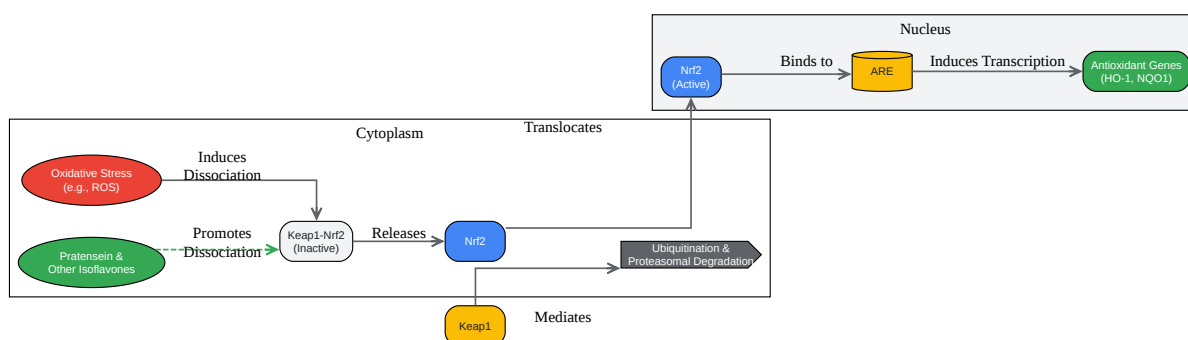 Nucleus
Nrf2
(Active)
Binds to
ARE
Induces Transcription
Antioxidant Genes
(HO-1, NQO1)
Cytoplasm
Translocates
Oxidative Stress
(e.g., ROS)
Induces
Dissociation
Pratensein &
Other Isoflavones
Promotes
Dissociation
Keap1-Nrf2
(Inactive)
Releases
Nrf2
Ubiquitination &
Proteasomal Degradation
Keap1
Mediates